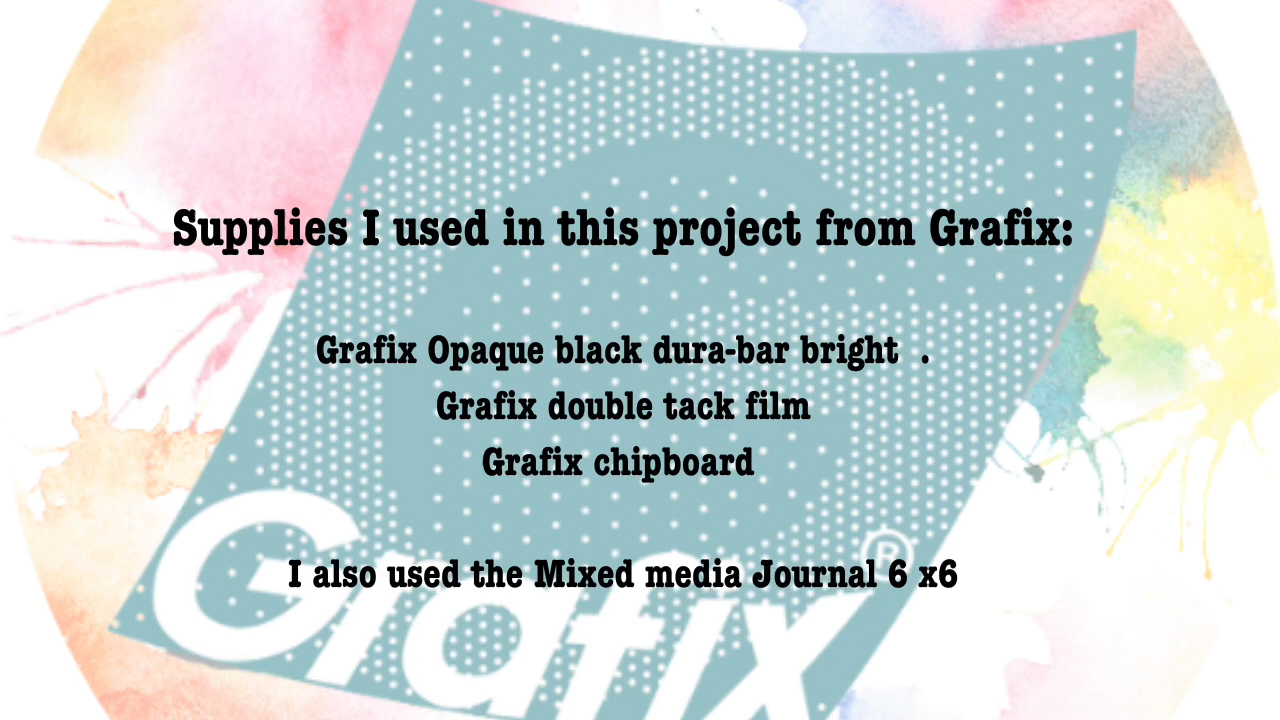 Supplies I used in this project from Grafix:
Grafix Opaque black dura-bar bright .
Grafix double tack film
Grafix chipboard
I also used the Mixed media Journal 6 x6
Grafix®